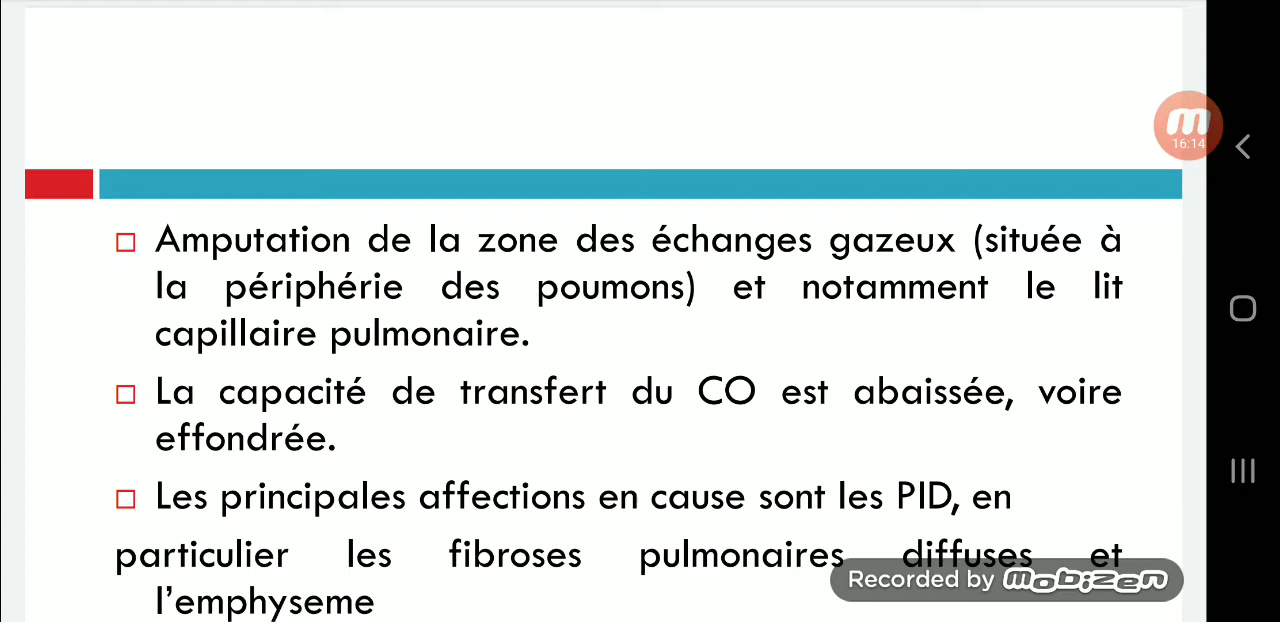 m
16:14
Amputation de la zone des échanges gazeux (située à
la périphérie des poumons) et notamment le lit
capillaire pulmonaire.
La capacité de transfert du CO est abaissée, voire
effondrée.
Les principales affections en cause sont les PID, en
particulier les fibroses pulmonaires diffuses et
l'emphyseme
Recorded by mobizen